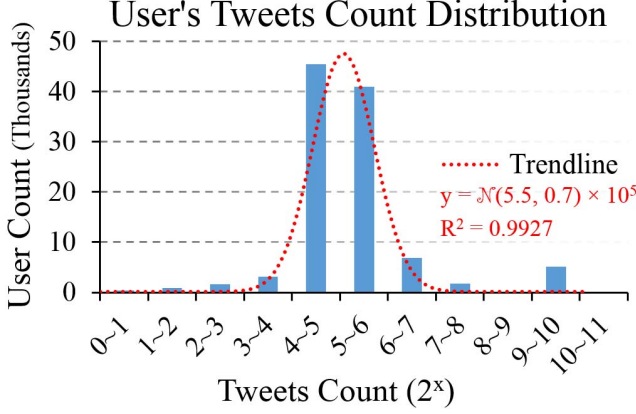 User's Tweets Count Distribution
50
40
30
20
10
0
User Count (Thousands)
Trendline
y = 𝒩(5.5, 0.7) × 10⁵
R² = 0.9927
0~1
1~2
2~3
3~4
4~5
5~6
6~7
7~8
8~9
9~10
10~11
Tweets Count (2ˣ)